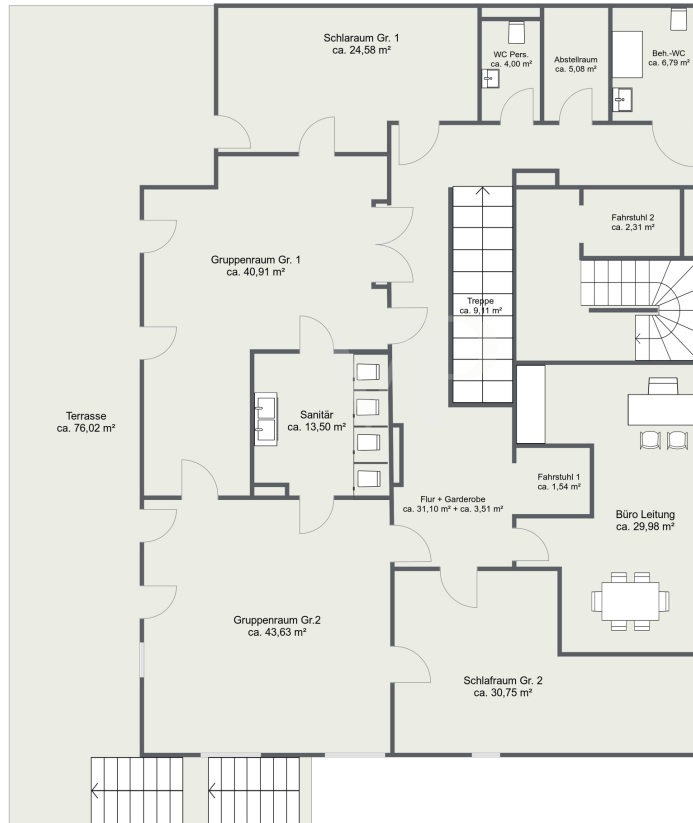 Schlaraum Gr. 1
ca. 24,58 m²
WC Pers.
ca. 4,00 m²
Abstellraum
ca. 5,08 m²
Beh.-WC
ca. 6,79 m²
Fahrstuhl 2
ca. 2,31 m²
Gruppenraum Gr. 1
ca. 40,91 m²
Treppe
ca. 9,11 m²
Terrasse
ca. 76,02 m²
Sanitär
ca. 13,50 m²
Fahrstuhl 1
ca. 1,54 m²
Flur + Garderobe
ca. 31,10 m² + ca. 3,51 m²
Büro Leitung
ca. 29,98 m²
Gruppenraum Gr.2
ca. 43,63 m²
Schlafraum Gr. 2
ca. 30,75 m²